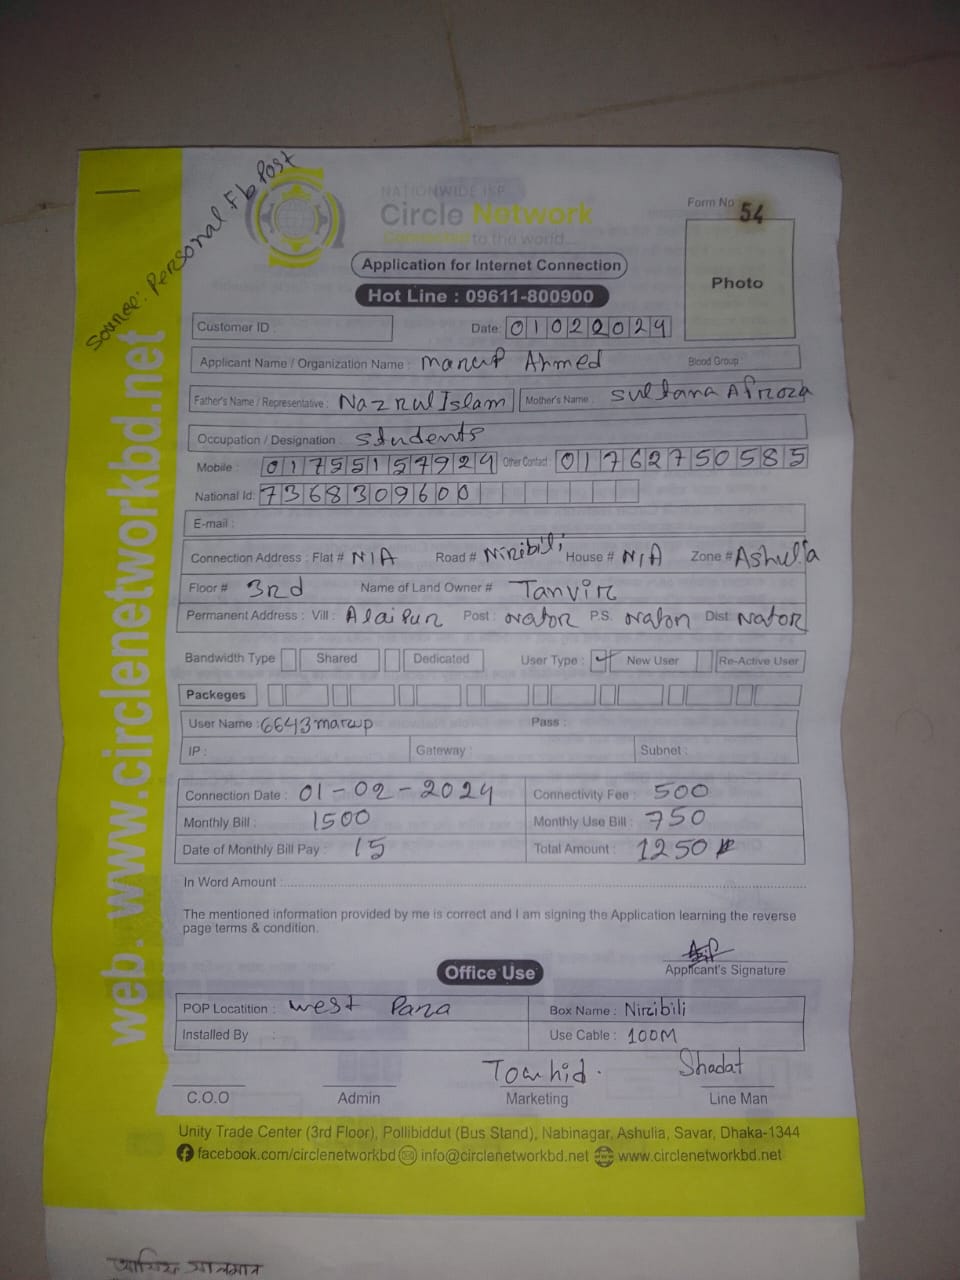 Source: Personal Fb Post
NATIONWIDE ISP
Circle Network
Connected to the world...
Form No 54
Application for Internet Connection
Hot Line : 09611-800900
Photo
Customer ID :
Date: 01022024
Applicant Name / Organization Name : Maruf Ahmed Blood Group :
Father's Name / Representative : Nazrul Islam Mother's Name : Sultana Afroza
Occupation / Designation : Students
Mobile : 01755157924 Other Contact : 01762750585
National Id: 7368309600
E-mail :
Connection Address : Flat # N/A Road # Niribili House # N/A Zone # Ashulia
Floor # 3rd Name of Land Owner # Tanvir
Permanent Address : Vill : Alaipur Post : Nator P.S. Nator Dist Nator
Bandwidth Type Shared Dedicated User Type : New User Re-Active User
Packeges
User Name : 6643maruf Pass :
IP : Gateway : Subnet :
Connection Date : 01-02-2024 Connectivity Fee : 500
Monthly Bill : 1500 Monthly Use Bill : 750
Date of Monthly Bill Pay : 15 Total Amount : 1250
In Word Amount :
The mentioned information provided by me is correct and I am signing the Application learning the reverse
page terms & condition.
Applicant's Signature
Office Use
POP Locatition : West Para Box Name : Niribili
Installed By : Use Cable : 100M
Towhid. Shadat
C.O.O Admin Marketing Line Man
Unity Trade Center (3rd Floor), Pollibiddut (Bus Stand), Nabinagar, Ashulia, Savar, Dhaka-1344
facebook.com/circlenetworkbd info@circlenetworkbd.net www.circlenetworkbd.net
web. www.circlenetworkbd.net